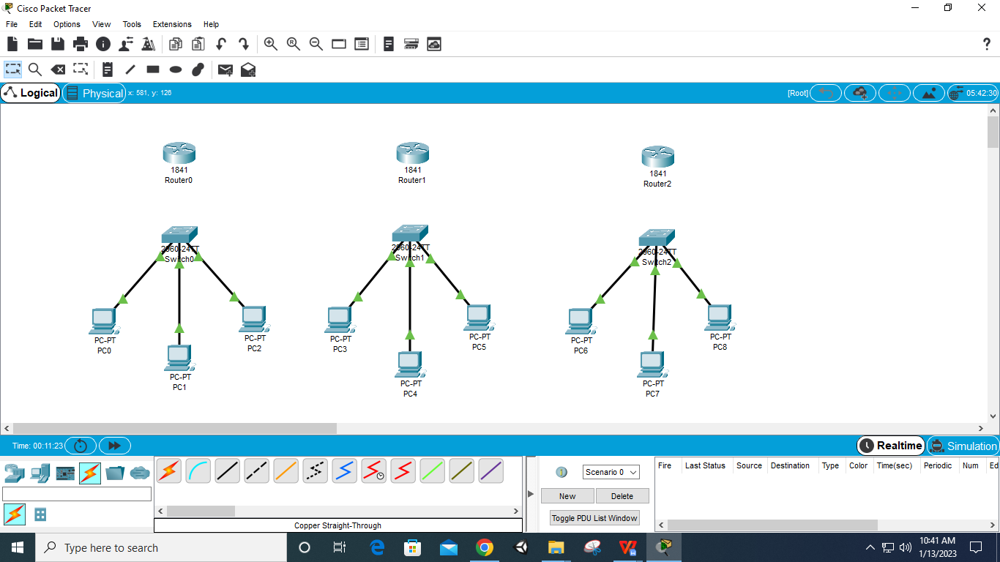 Cisco Packet Tracer
File Edit Options View Tools Extensions Help
?
Logical Physical x: 581, y: 126 [Root] 05:42:30
1841
Router0
1841
Router1
1841
Router2
2960-24TT
Switch0
2960-24TT
Switch1
2960-24TT
Switch2
PC-PT
PC0
PC-PT
PC1
PC-PT
PC2
PC-PT
PC3
PC-PT
PC4
PC-PT
PC5
PC-PT
PC6
PC-PT
PC7
PC-PT
PC8
Time: 00:11:23 Realtime Simulation
Scenario 0
New Delete
Toggle PDU List Window
Fire Last Status Source Destination Type Color Time(sec) Periodic Num Ed
Copper Straight-Through
Type here to search
10:41 AM
1/13/2023